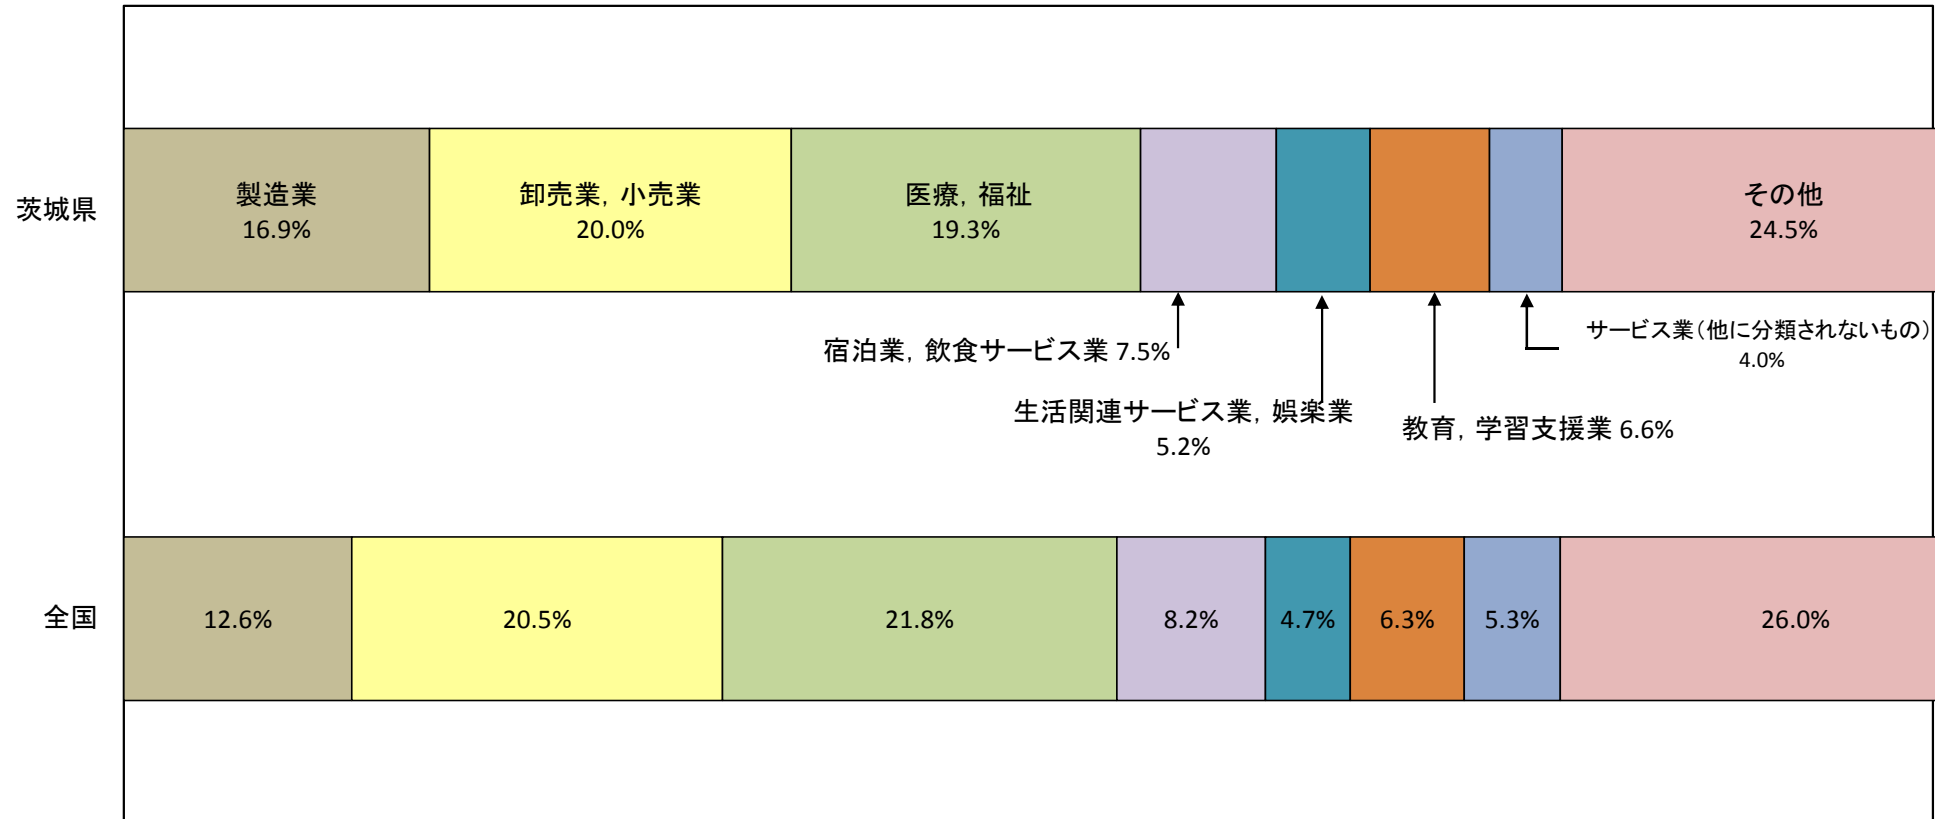 茨城県
製造業
16.9%
卸売業，小売業
20.0%
医療，福祉
19.3%
その他
24.5%
宿泊業，飲食サービス業 7.5%
生活関連サービス業，娯楽業
5.2%
教育，学習支援業 6.6%
サービス業（他に分類されないもの）
4.0%
全国
12.6%
20.5%
21.8%
8.2%
4.7%
6.3%
5.3%
26.0%